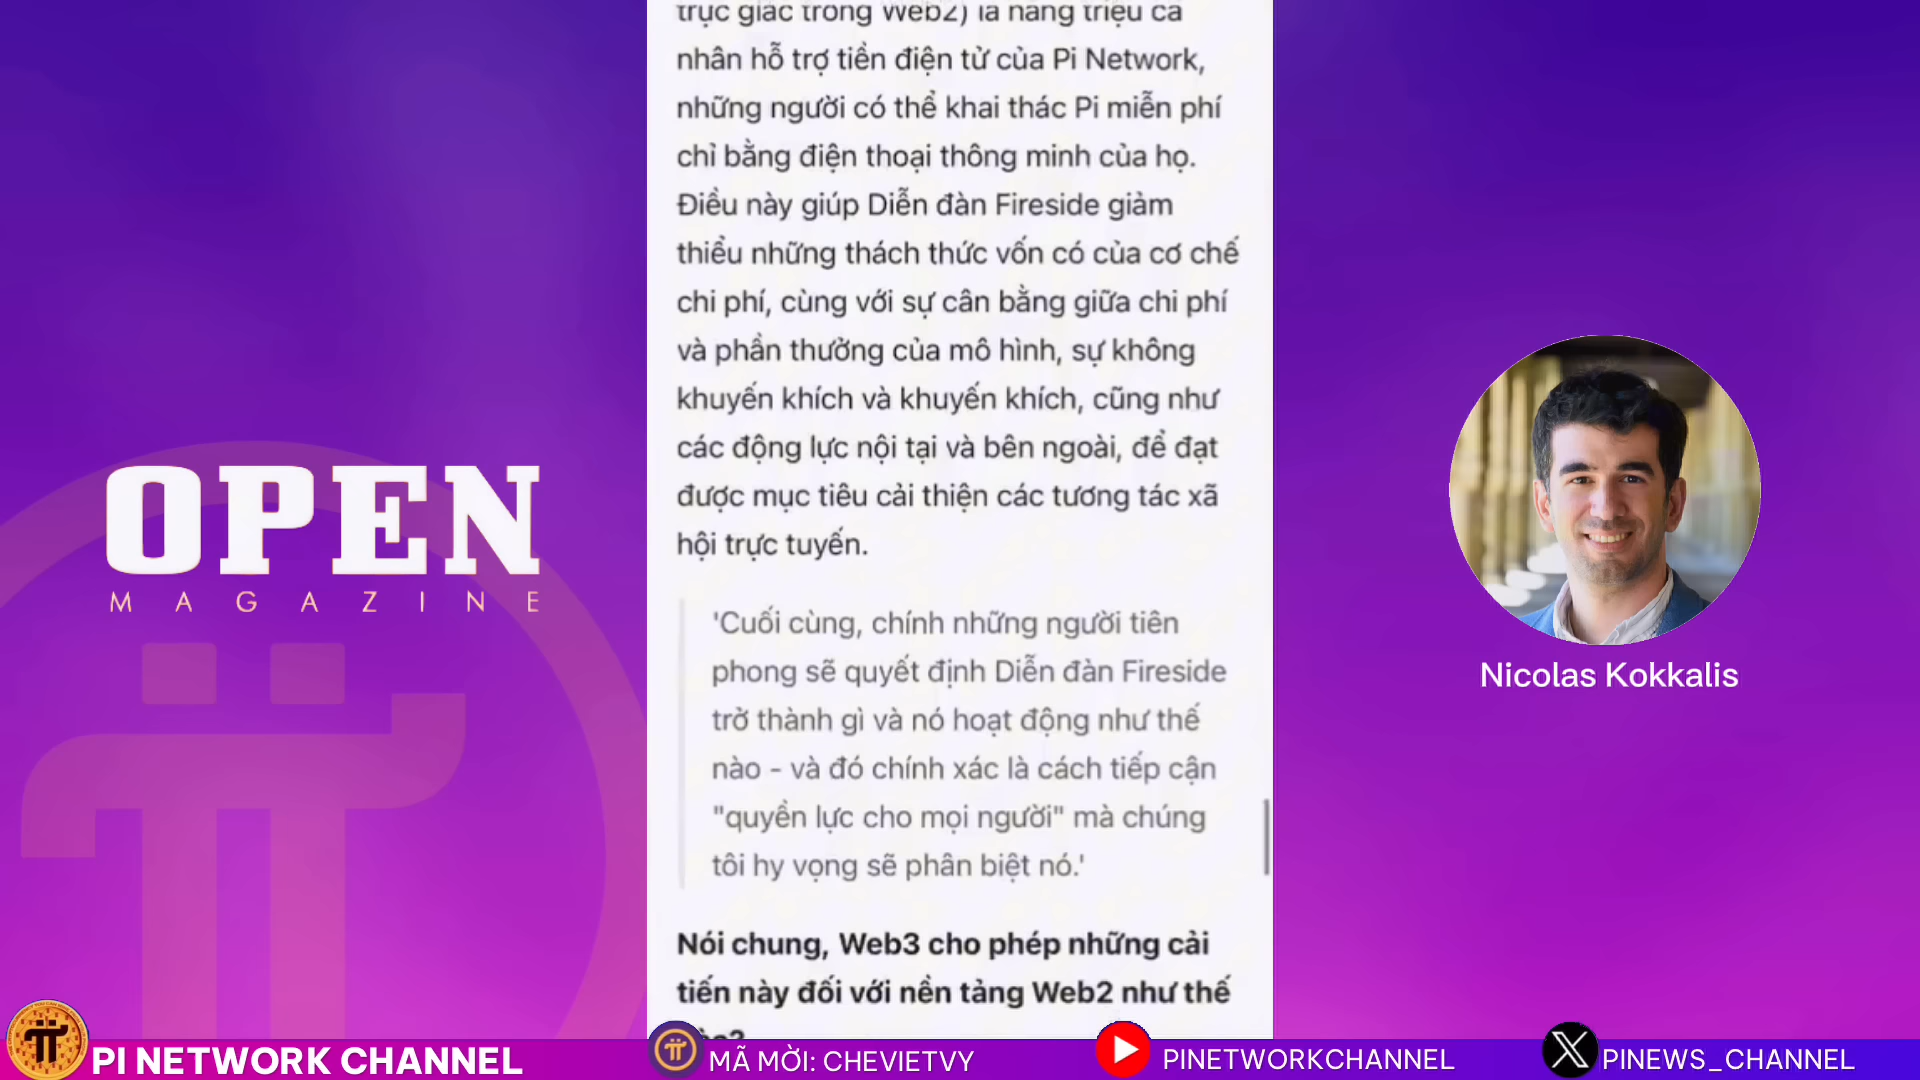 trục giác trong Web2) là hàng triệu cá
nhân hỗ trợ tiền điện tử của Pi Network,
những người có thể khai thác Pi miễn phí
chỉ bằng điện thoại thông minh của họ.
Điều này giúp Diễn đàn Fireside giảm
thiểu những thách thức vốn có của cơ chế
chi phí, cùng với sự cân bằng giữa chi phí
và phần thưởng của mô hình, sự không
khuyến khích và khuyến khích, cũng như
các động lực nội tại và bên ngoài, để đạt
được mục tiêu cải thiện các tương tác xã
hội trực tuyến.
'Cuối cùng, chính những người tiên
phong sẽ quyết định Diễn đàn Fireside
trở thành gì và nó hoạt động như thế
nào - và đó chính xác là cách tiếp cận
"quyền lực cho mọi người" mà chúng
tôi hy vọng sẽ phân biệt nó.'
Nói chung, Web3 cho phép những cải
tiến này đối với nền tảng Web2 như thế
OPEN
MAGAZINE
Nicolas Kokkalis
PI NETWORK CHANNEL
MÃ MỜI: CHEVIETVY
PINETWORKCHANNEL
PINEWS_CHANNEL